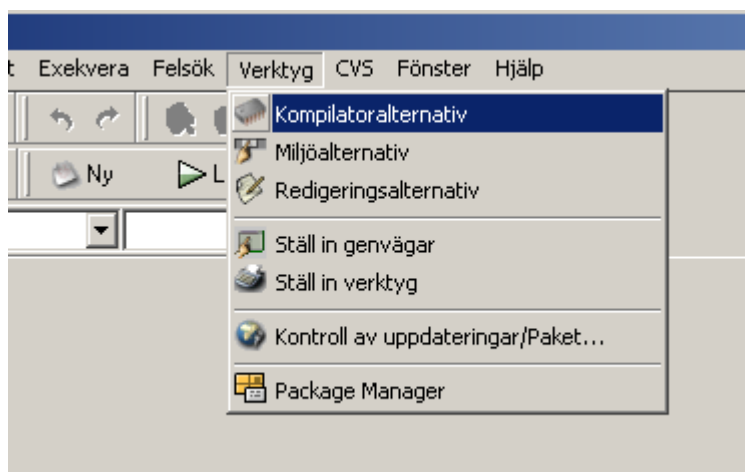 t Exekvera Felsök Verktyg CVS Fönster Hjälp
Kompilatoralternativ
Miljöalternativ
Ny L
Redigeringsalternativ
Ställ in genvägar
Ställ in verktyg
Kontroll av uppdateringar/Paket...
Package Manager